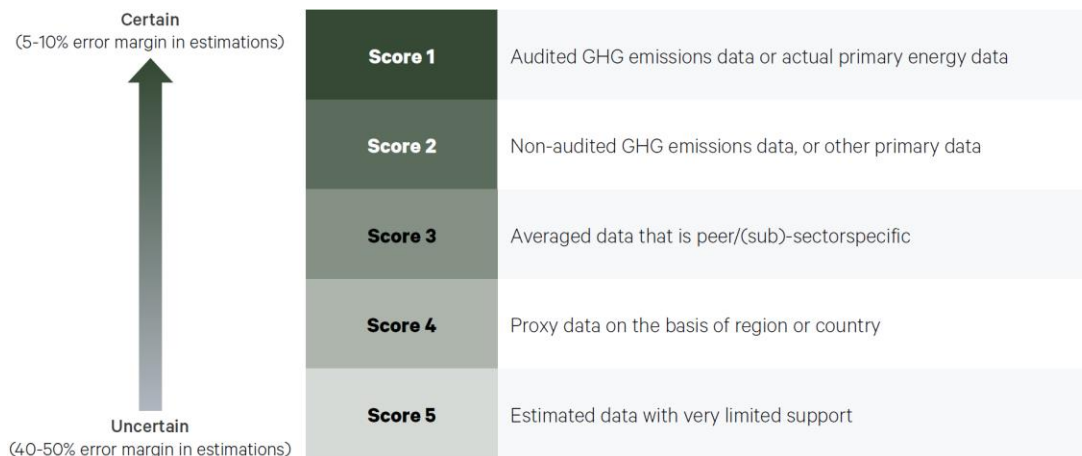 Certain
(5-10% error margin in estimations)
Score 1 Audited GHG emissions data or actual primary energy data
Score 2 Non-audited GHG emissions data, or other primary data
Score 3 Averaged data that is peer/(sub)-sectorspecific
Score 4 Proxy data on the basis of region or country
Score 5 Estimated data with very limited support
Uncertain
(40-50% error margin in estimations)